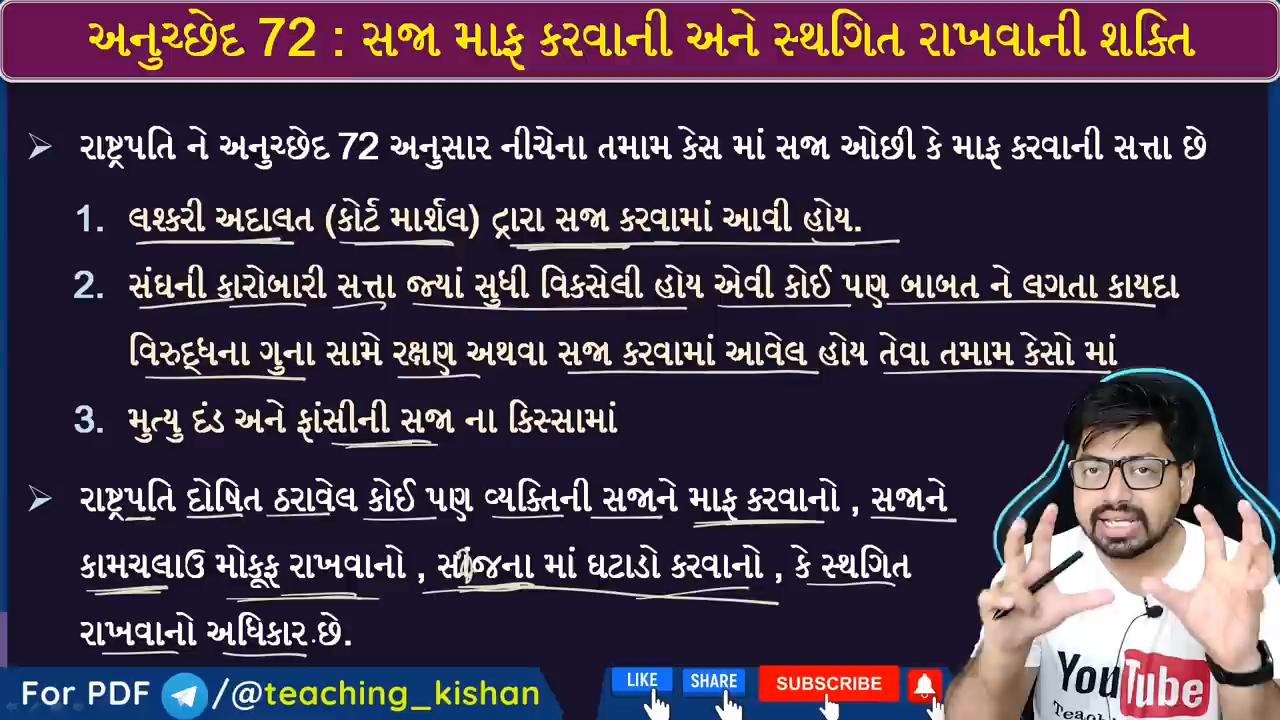 અનુચ્છેદ 72 : સજા માફ કરવાની અને સ્થગિત રાખવાની શક્તિ
➢ રાષ્ટ્રપતિ ને અનુચ્છેદ 72 અનુસાર નીચેના તમામ કેસ માં સજા ઓછી કે માફ કરવાની સત્તા છે
1. લશ્કરી અદાલત (કોર્ટ માર્શલ) દ્રારા સજા કરવામાં આવી હોય.
2. સંઘની કારોબારી સત્તા જ્યાં સુધી વિકસેલી હોય એવી કોઈ પણ બાબત ને લગતા કાયદા
વિરુદ્ધના ગુના સામે રક્ષણ અથવા સજા કરવામાં આવેલ હોય તેવા તમામ કેસો માં
3. મુત્યુ દંડ અને ફાંસીની સજા ના કિસ્સામાં
➢ રાષ્ટ્રપતિ દોષિત ઠરાવેલ કોઈ પણ વ્યક્તિની સજાને માફ કરવાનો , સજાને
કામચલાઉ મોકૂફ રાખવાનો , માં ઘટાડો કરવાનો , કે સ્થગિત
રાખવાનો અધિકાર છે.
You Tube
For PDF /@teaching_kishan
LIKE SHARE SUBSCRIBE